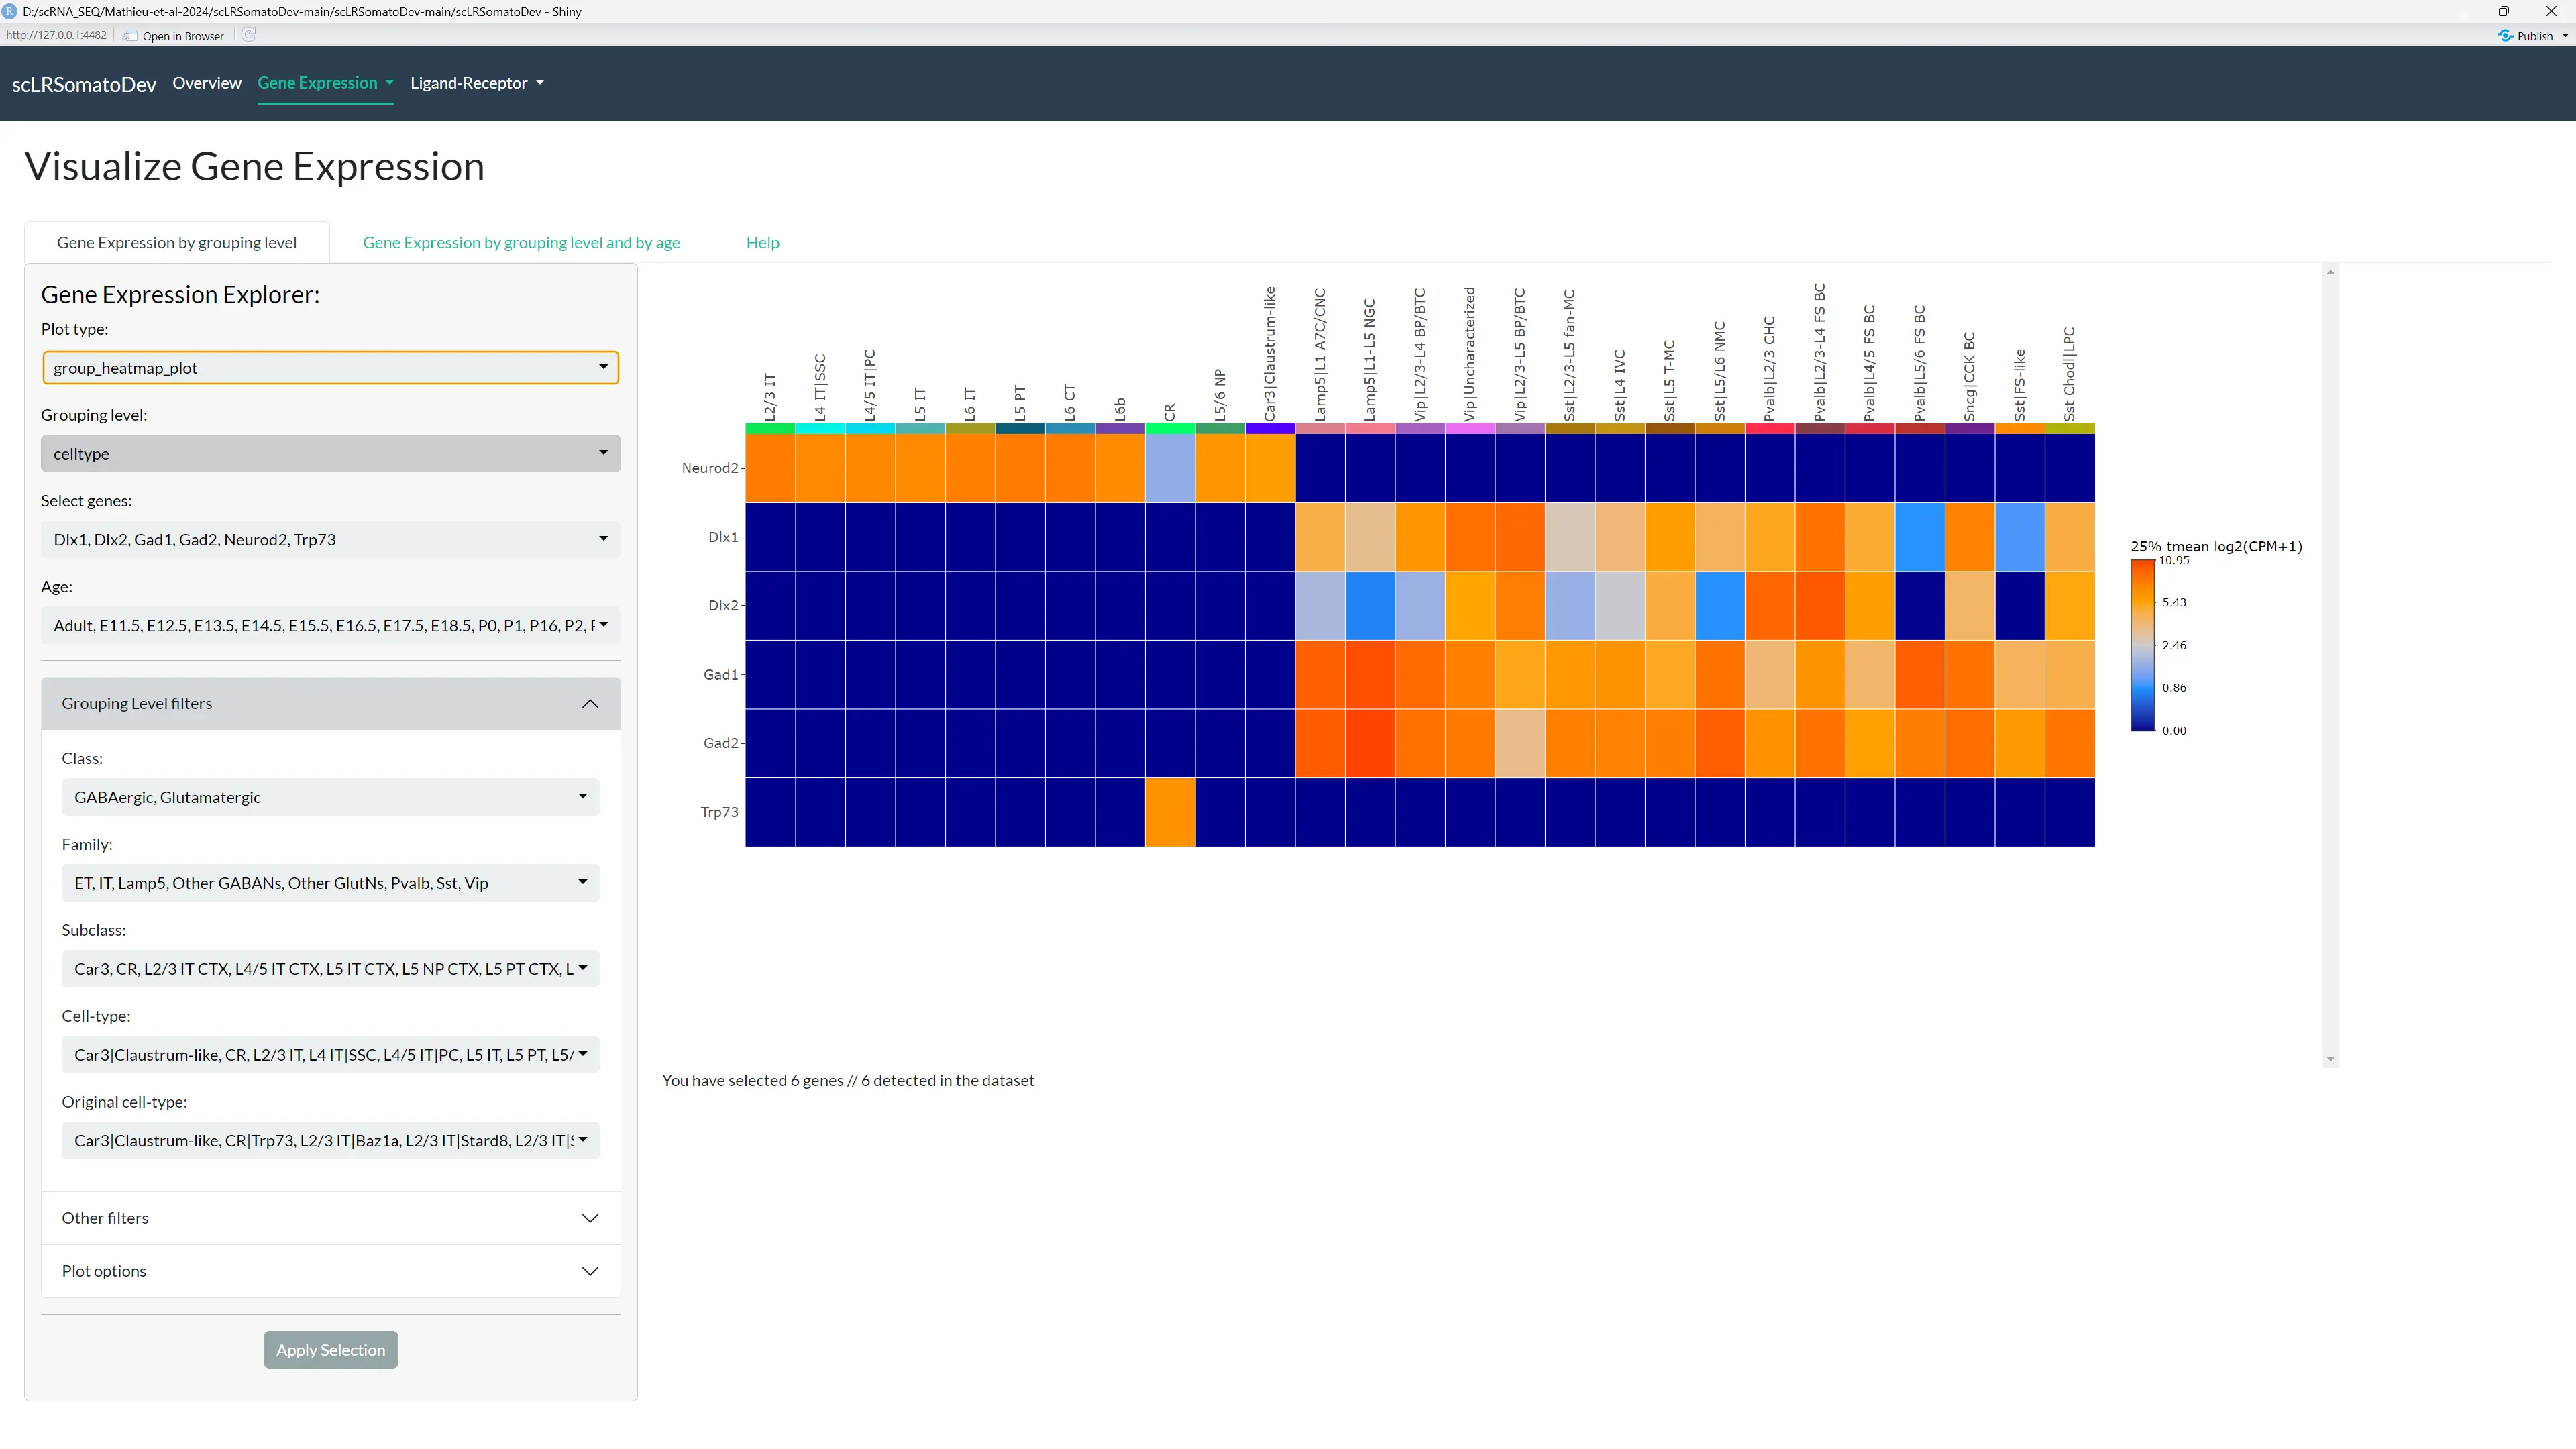 D:/scRNA_SEQ/Mathieu-et-al-2024/scLRSomatoDev-main/scLRSomatoDev-main/scLRSomatoDev - Shiny
http://127.0.0.1:4482 Open in Browser Publish
scLRSomatoDev Overview Gene Expression Ligand-Receptor
Visualize Gene Expression
Gene Expression by grouping level Gene Expression by grouping level and by age Help
Gene Expression Explorer:
Plot type:
group_heatmap_plot
Grouping level:
celltype
Select genes:
Dlx1, Dlx2, Gad1, Gad2, Neurod2, Trp73
Age:
Adult, E11.5, E12.5, E13.5, E14.5, E15.5, E16.5, E17.5, E18.5, P0, P1, P16, P2, F
Grouping Level filters
Class:
GABAergic, Glutamatergic
Family:
ET, IT, Lamp5, Other GABANs, Other GlutNs, Pvalb, Sst, Vip
Subclass:
Car3, CR, L2/3 IT CTX, L4/5 IT CTX, L5 IT CTX, L5 NP CTX, L5 PT CTX, L
Cell-type:
Car3|Claustrum-like, CR, L2/3 IT, L4 IT|SSC, L4/5 IT|PC, L5 IT, L5 PT, L5/
Original cell-type:
Car3|Claustrum-like, CR|Trp73, L2/3 IT|Baz1a, L2/3 IT|Stard8, L2/3 IT|S
Other filters
Plot options
Apply Selection
L2/3 IT
L4 IT|SSC
L4/5 IT|PC
L5 IT
L6 IT
L5 PT
L6 CT
L6b
CR
L5/6 NP
Car3|Claustrum-like
Lamp5|L1 A7C/CNC
Lamp5|L1-L5 NGC
Vip|L2/3-L4 BP/BTC
Vip|Uncharacterized
Vip|L2/3-L5 BP/BTC
Sst|L2/3-L5 fan-MC
Sst|L4 IVC
Sst|L5 T-MC
Sst|L5/L6 NMC
Pvalb|L2/3 CHC
Pvalb|L2/3-L4 FS BC
Pvalb|L4/5 FS BC
Pvalb|L5/6 FS BC
Sncg|CCK BC
Sst|FS-like
Sst Chodl|LPC
Neurod2
Dlx1
Dlx2
Gad1
Gad2
Trp73
25% tmean log2(CPM+1)
10.95
5.43
2.46
0.86
0.00
You have selected 6 genes // 6 detected in the dataset